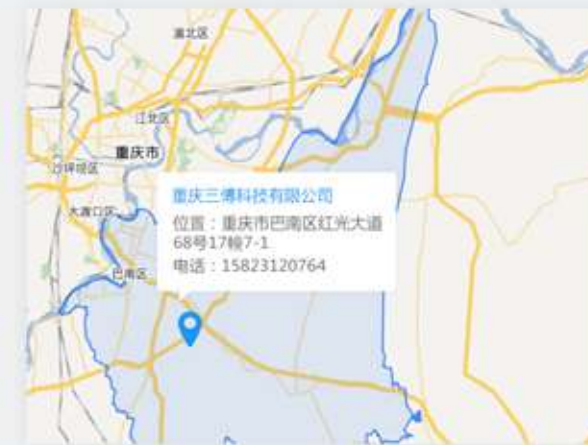 渝北区
江北区
重庆市
沙坪坝区
大渡口区
重庆三傅科技有限公司
位置：重庆市巴南区红光大道
68号17幢7-1
电话：15823120764
巴南区